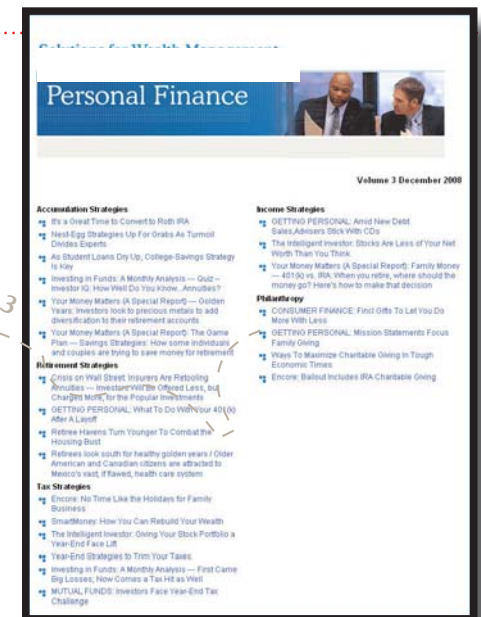 Solutions for Wealth Management
Personal Finance
Volume 3 December 2008
Accumulation Strategies
It's a Great Time to Convert to Roth IRA
Nest-Egg Strategies Up For Grabs As Turmoil
Divides Experts
As Student Loans Dry Up, College-Savings Strategy
Is Key
Investing in Funds: A Monthly Analysis — Quiz –
Investor IQ: How Well Do You Know...Annuities?
Your Money Matters (A Special Report) — Golden
Years: Investors look to precious metals to add
diversification to their retirement accounts
Your Money Matters (A Special Report): The Game
Plan — Savings Strategies: How some individuals
and couples are trying to save money for retirement
Retirement Strategies
Crisis on Wall Street: Insurers Are Retooling
Annuities — Investors Will Be Offered Less, but
Charged More, for the Popular Investments
GETTING PERSONAL: What To Do With Your 401(k)
After A Layoff
Retiree Havens Turn Younger To Combat the
Housing Bust
Retirees look south for healthy golden years / Older
American and Canadian citizens are attracted to
Mexico's vast, if flawed, health care system
Tax Strategies
Encore: No Time Like the Holidays for Family
Business
SmartMoney: How You Can Rebuild Your Wealth
The Intelligent Investor: Giving Your Stock Portfolio a
Year-End Face Lift
Year-End Strategies to Trim Your Taxes
Investing in Funds: A Monthly Analysis — First Came
Big Losses; Now Comes a Tax Hit as Well
MUTUAL FUNDS: Investors Face Year-End Tax
Challenge
Income Strategies
GETTING PERSONAL: Amid New Debt
Sales,Advisers Stick With CDs
The Intelligent Investor: Stocks Are Less of Your Net
Worth Than You Think
Your Money Matters (A Special Report): Family Money
— 401(k) vs. IRA: When you retire, where should the
money go? Here's how to make that decision
Philanthropy
CONSUMER FINANCE: Finct Gifts To Let You Do
More With Less
GETTING PERSONAL: Mission Statements Focus
Family Giving
Ways To Maximize Charitable Giving In Tough
Economic Times
Encore: Bailout Includes IRA Charitable Giving
3